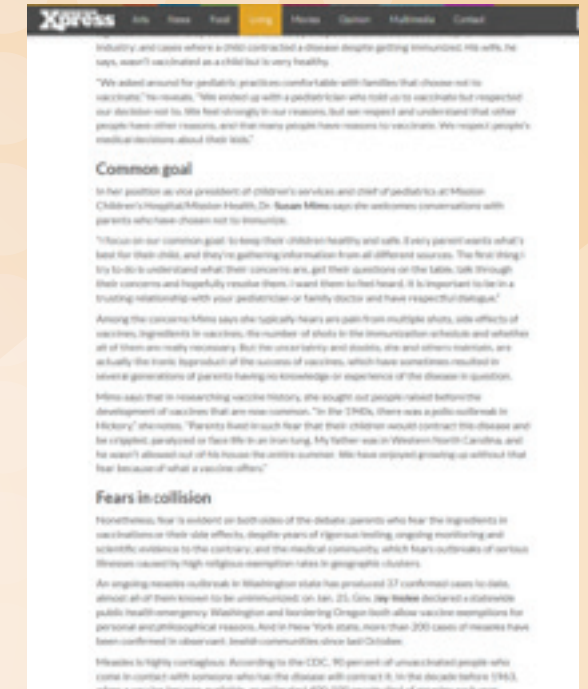 Xpress Arts News Food Living Movies Opinion Multimedia Contact
industry; and cases where a child contracted a disease despite getting immunized. His wife, he
says, wasn't vaccinated as a child but is very healthy.
"We asked around for pediatric practices comfortable with families that choose not to
vaccinate," he reveals. "We ended up with a pediatrician who told us to vaccinate but respected
our decision not to. We feel strongly in our reasons, but we respect and understand that other
people have other reasons, and that many people have reasons to vaccinate. We respect people's
medical decisions about their kids."
Common goal
In her position as vice president of children's services and chief of pediatrics at Mission
Children's Hospital/Mission Health, Dr. Susan Mims says she welcomes conversations with
parents who have chosen not to immunize.
"I focus on our common goal: to keep their children healthy and safe. Every parent wants what's
best for their child, and they're gathering information from all different sources. The first thing I
try to do is understand what their concerns are, get their questions on the table, talk through
their concerns and hopefully resolve them. I want them to feel heard. It is important to be in a
trusting relationship with your pediatrician or family doctor and have respectful dialogue."
Among the concerns Mims says she typically hears are pain from multiple shots, side effects of
vaccines, ingredients in vaccines, the number of shots in the immunization schedule and whether
all of them are really necessary. But the uncertainty and doubts, she and others maintain, are
actually the ironic byproduct of the success of vaccines, which have sometimes resulted in
several generations of parents having no knowledge or experience of the disease in question.
Mims says that in researching vaccine history, she sought out people raised before the
development of vaccines that are now common. "In the 1940s, there was a polio outbreak in
Hickory," she notes. "Parents lived in such fear that their children would contract this disease and
be crippled, paralyzed or face life in an iron lung. My father was in Western North Carolina, and
he wasn't allowed out of his house the entire summer. We have enjoyed growing up without that
fear because of what a vaccine offers."
Fears in collision
Nonetheless, fear is evident on both sides of the debate: parents who fear the ingredients in
vaccinations or their side effects, despite years of rigorous testing, ongoing monitoring and
scientific evidence to the contrary; and the medical community, which fears outbreaks of serious
illnesses caused by high religious exemption rates in geographic clusters.
An ongoing measles outbreak in Washington state has produced 37 confirmed cases to date,
almost all of them known to be unimmunized; on Jan. 25, Gov. Jay Inslee declared a statewide
public health emergency. Washington and bordering Oregon both allow vaccine exemptions for
personal and philosophical reasons. And in New York state, more than 200 cases of measles have
been confirmed in observant Jewish communities since last October.
Measles is highly contagious: According to the CDC, 90 percent of unvaccinated people who
come in contact with someone who has the disease will contract it. In the decade before 1963,